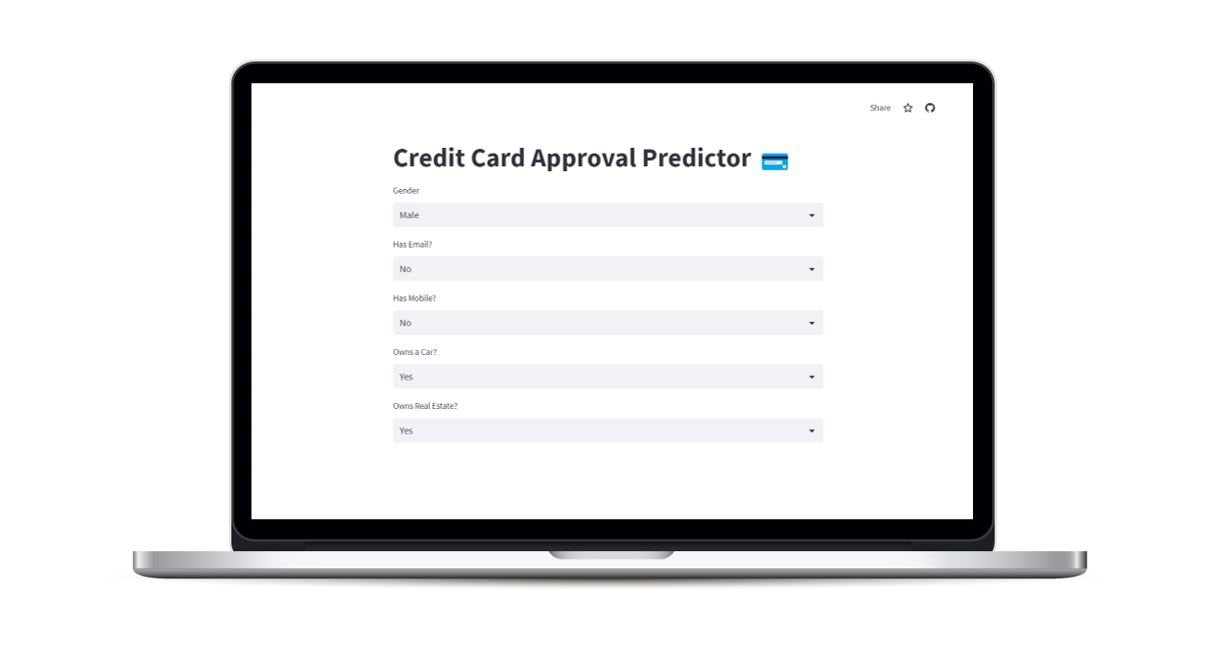 Share
Credit Card Approval Predictor
Gender
Male
Has Email?
No
Has Mobile?
No
Owns a Car?
Yes
Owns Real Estate?
Yes